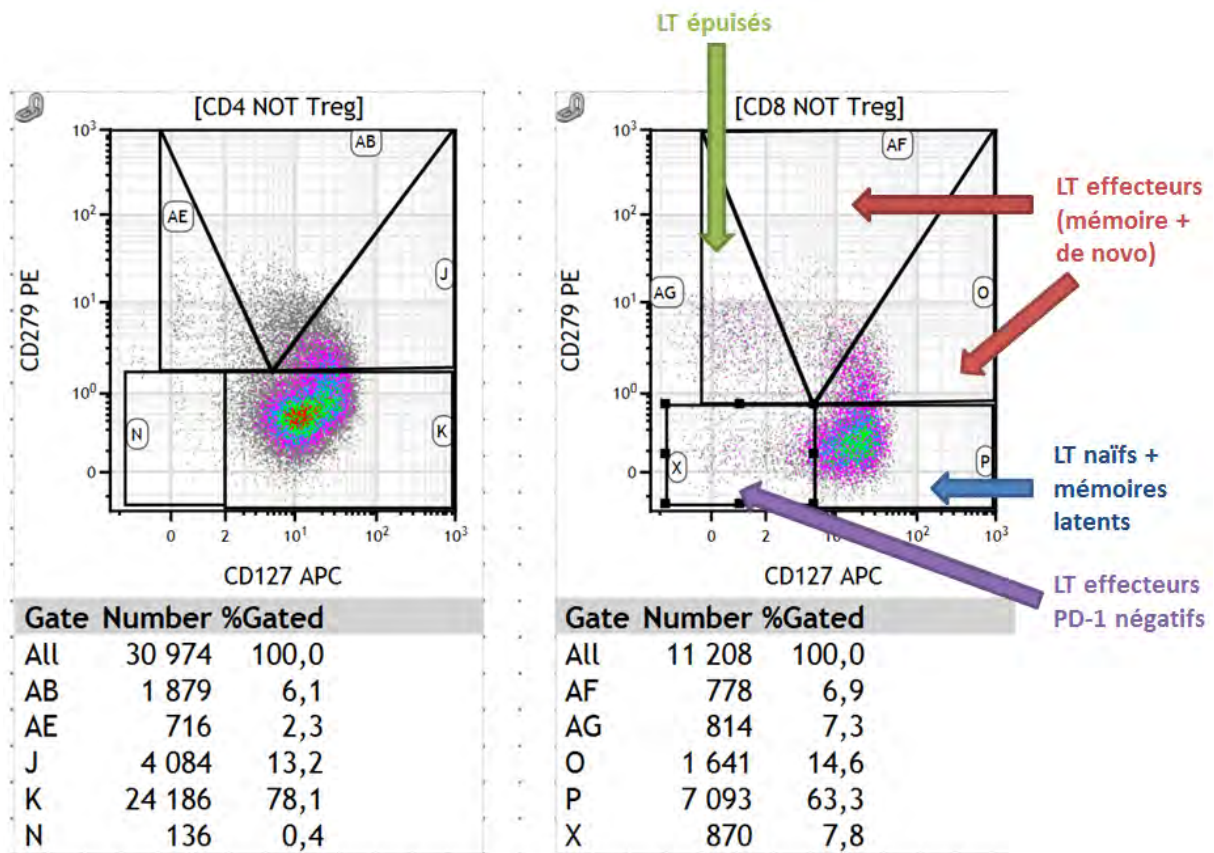 LT épuisés
[CD4 NOT Treg]
10³
AB
AE
10²
J
10¹
10⁰
N
K
0
0 2 10¹ 10² 10³
CD279 PE
CD127 APC
Gate Number %Gated
All 30 974 100,0
AB 1 879 6,1
AE 716 2,3
J 4 084 13,2
K 24 186 78,1
N 136 0,4
[CD8 NOT Treg]
10³
AF
10²
AG
O
10¹
10⁰
X
P
0
0 2 10¹ 10² 10³
CD279 PE
CD127 APC
Gate Number %Gated
All 11 208 100,0
AF 778 6,9
AG 814 7,3
O 1 641 14,6
P 7 093 63,3
X 870 7,8
LT effecteurs
(mémoire +
de novo)
LT naïfs +
mémoires
latents
LT effecteurs
PD-1 négatifs